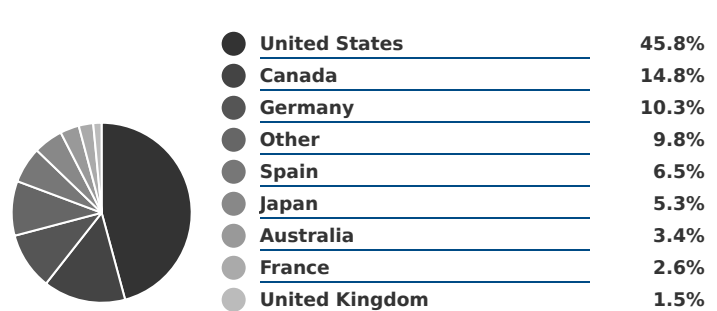 United States 45.8%
Canada 14.8%
Germany 10.3%
Other 9.8%
Spain 6.5%
Japan 5.3%
Australia 3.4%
France 2.6%
United Kingdom 1.5%